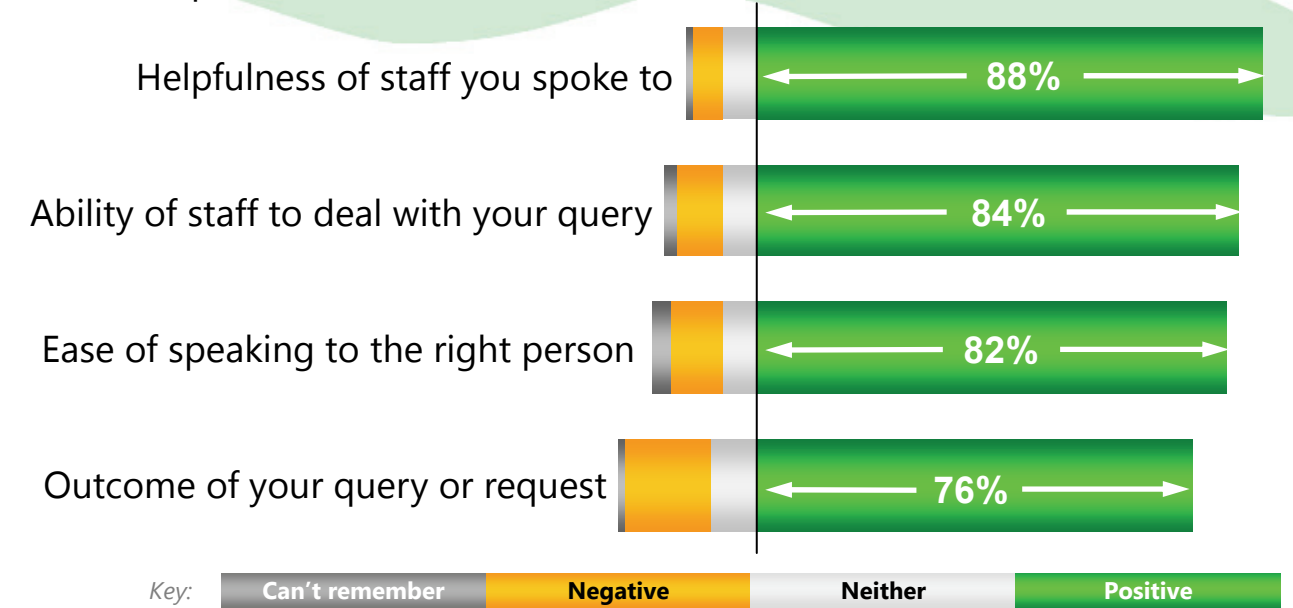 Helpfulness of staff you spoke to
88%
Ability of staff to deal with your query
84%
Ease of speaking to the right person
82%
Outcome of your query or request
76%
Key:
Can't remember
Negative
Neither
Positive